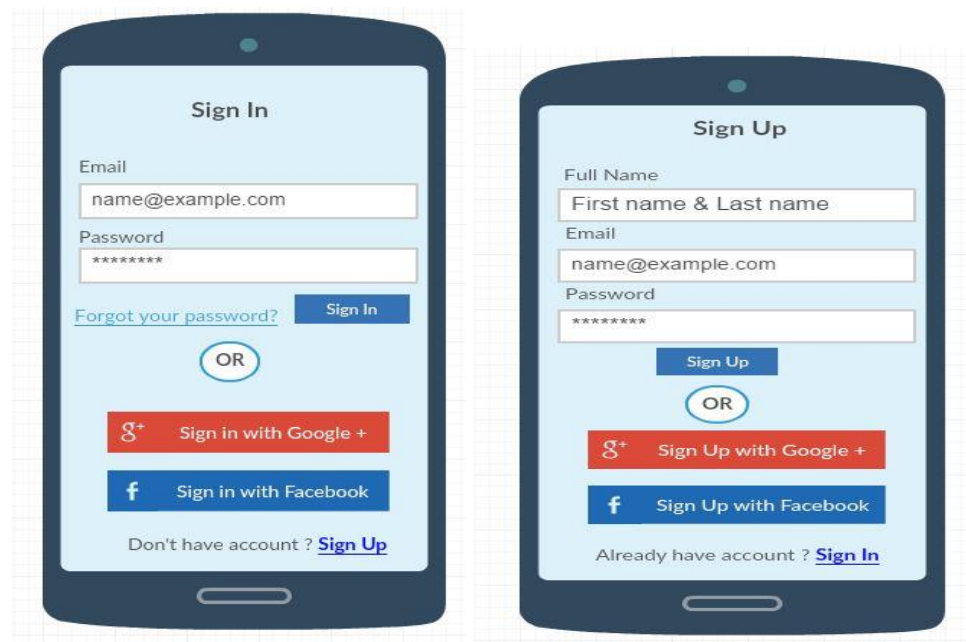 Sign In
Email
name@example.com
Password
********
Forgot your password? Sign In
OR
g+ Sign in with Google +
f Sign in with Facebook
Don't have account ? Sign Up
Sign Up
Full Name
First name & Last name
Email
name@example.com
Password
********
Sign Up
OR
g+ Sign Up with Google +
f Sign Up with Facebook
Already have account ? Sign In